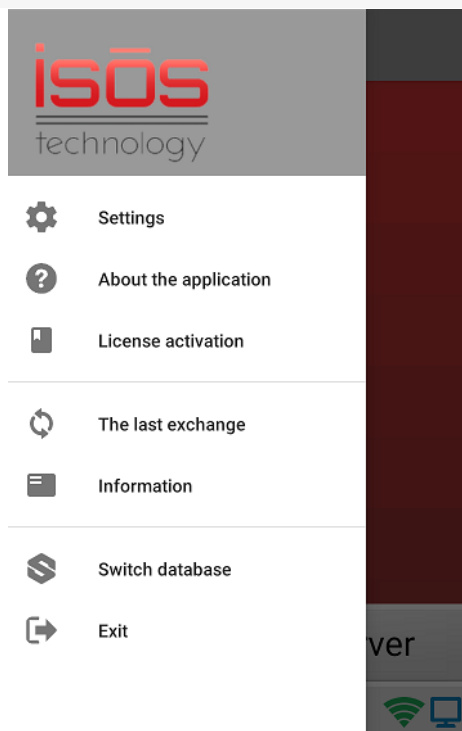 isōs
technology
Settings
About the application
License activation
The last exchange
Information
Switch database
Exit
ver